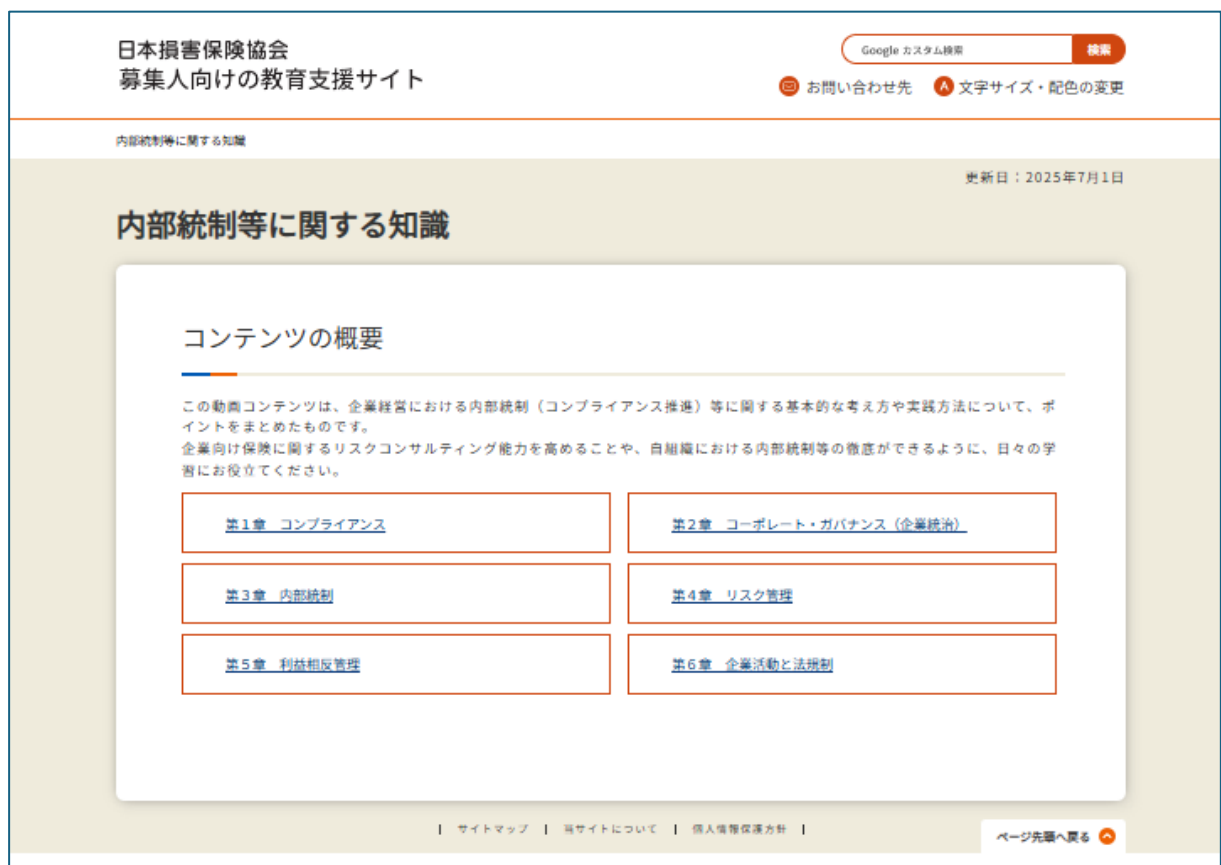 日本損害保険協会
募集人向けの教育支援サイト
Google カスタム検索
検索
お問い合わせ先
A 文字サイズ・配色の変更
内部統制等に関する知識
更新日：2025年7月1日
内部統制等に関する知識
コンテンツの概要
この動画コンテンツは、企業経営における内部統制（コンプライアンス推進）等に関する基本的な考え方や実践方法について、ポ
イントをまとめたものです。
企業向け保険に関するリスクコンサルティング能力を高めることや、自組織における内部統制等の徹底ができるように、日々の学
習にお役立てください。
第１章　コンプライアンス
第２章　コーポレート・ガバナンス（企業統治）
第３章　内部統制
第４章　リスク管理
第５章　利益相反管理
第６章　企業活動と法規制
| サイトマップ | 当サイトについて | 個人情報保護方針 |
ページ先頭へ戻る